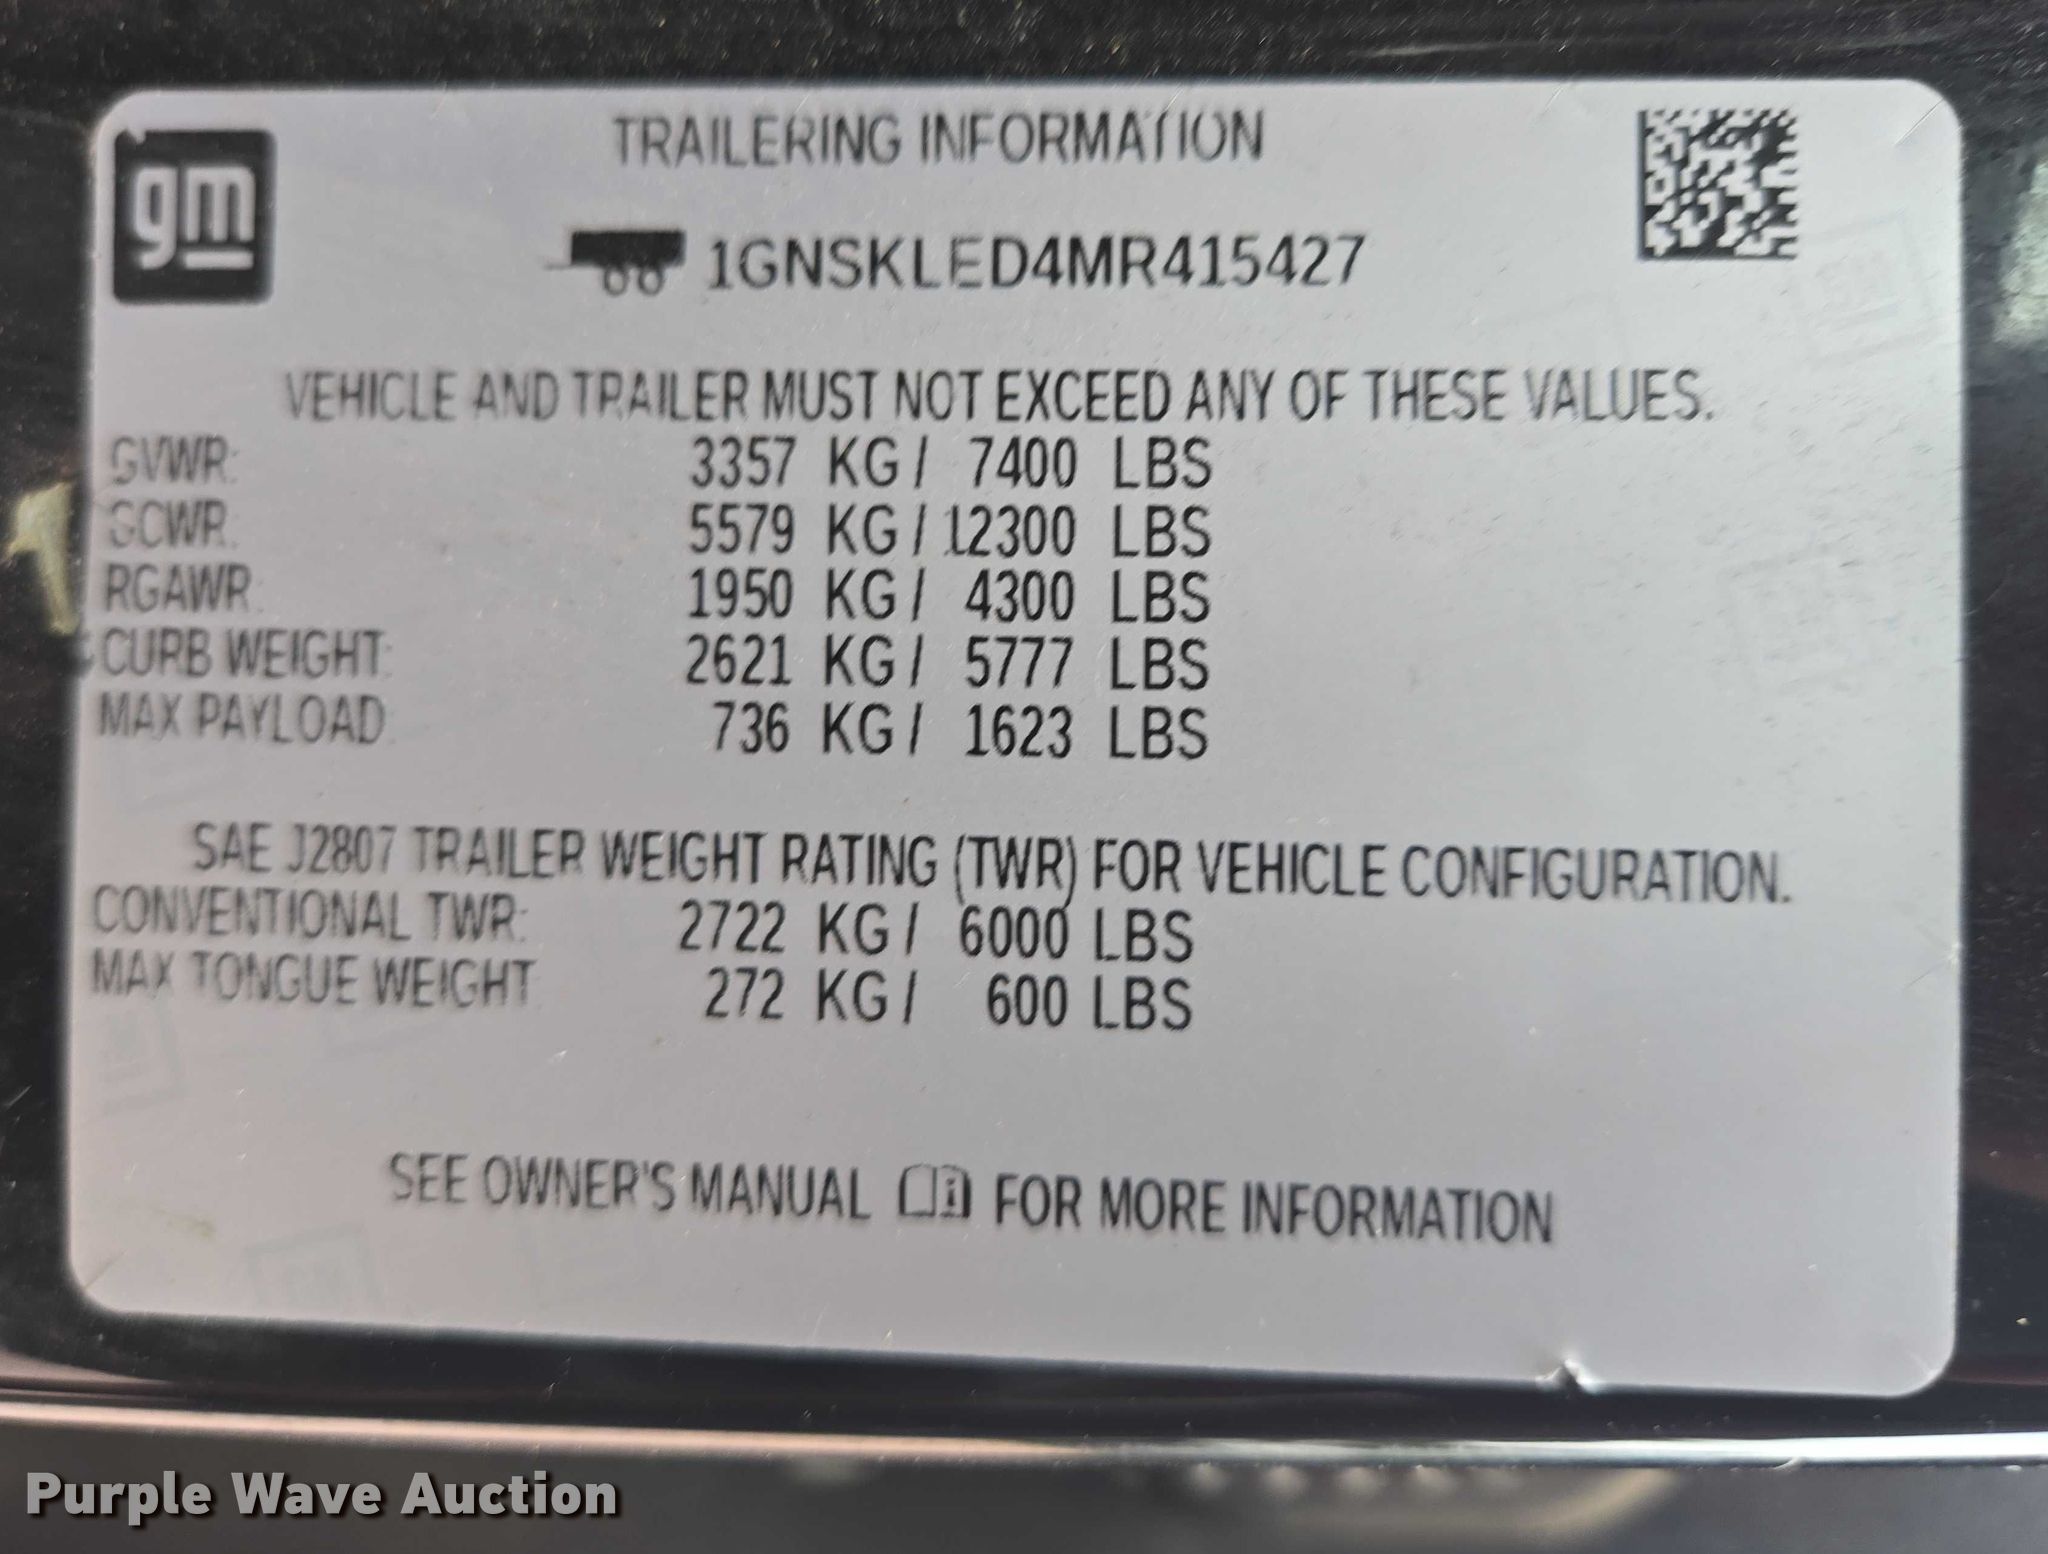 gm
TRAILERING INFORMATION
1GNSKLED4MR415427
VEHICLE AND TRAILER MUST NOT EXCEED ANY OF THESE VALUES.
GVWR: 3357 KG / 7400 LBS
GCWR: 5579 KG / 12300 LBS
RGAWR: 1950 KG / 4300 LBS
CURB WEIGHT: 2621 KG / 5777 LBS
MAX PAYLOAD: 736 KG / 1623 LBS
SAE J2807 TRAILER WEIGHT RATING (TWR) FOR VEHICLE CONFIGURATION.
CONVENTIONAL TWR: 2722 KG / 6000 LBS
MAX TONGUE WEIGHT: 272 KG / 600 LBS
SEE OWNER'S MANUAL FOR MORE INFORMATION
Purple Wave Auction